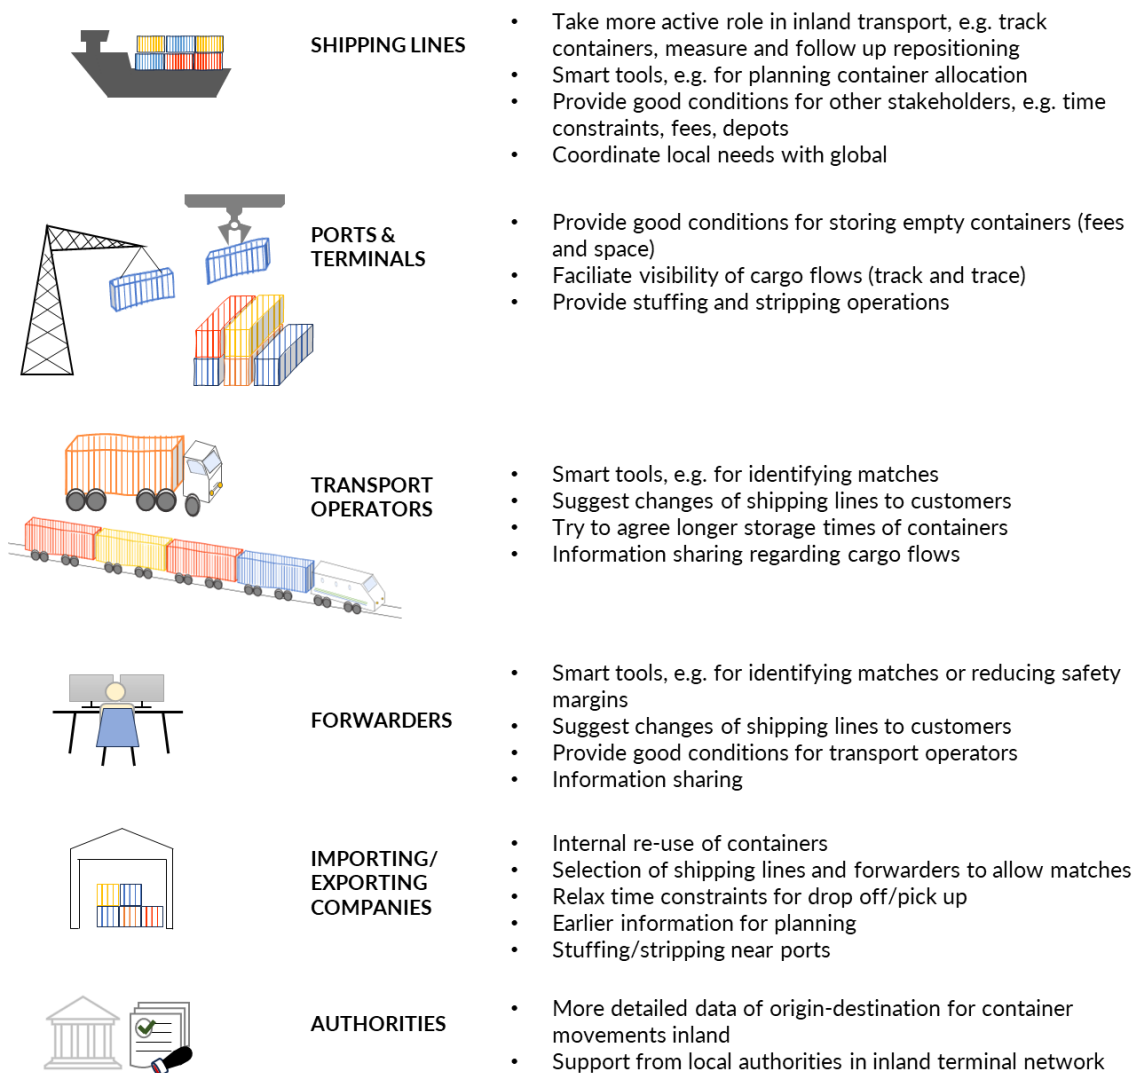 SHIPPING LINES
• Take more active role in inland transport, e.g. track
containers, measure and follow up repositioning
• Smart tools, e.g. for planning container allocation
• Provide good conditions for other stakeholders, e.g. time
constraints, fees, depots
• Coordinate local needs with global
PORTS &
TERMINALS
• Provide good conditions for storing empty containers (fees
and space)
• Faciliate visibility of cargo flows (track and trace)
• Provide stuffing and stripping operations
TRANSPORT
OPERATORS
• Smart tools, e.g. for identifying matches
• Suggest changes of shipping lines to customers
• Try to agree longer storage times of containers
• Information sharing regarding cargo flows
FORWARDERS
• Smart tools, e.g. for identifying matches or reducing safety
margins
• Suggest changes of shipping lines to customers
• Provide good conditions for transport operators
• Information sharing
IMPORTING/
EXPORTING
COMPANIES
• Internal re-use of containers
• Selection of shipping lines and forwarders to allow matches
• Relax time constraints for drop off/pick up
• Earlier information for planning
• Stuffing/stripping near ports
AUTHORITIES
• More detailed data of origin-destination for container
movements inland
• Support from local authorities in inland terminal network